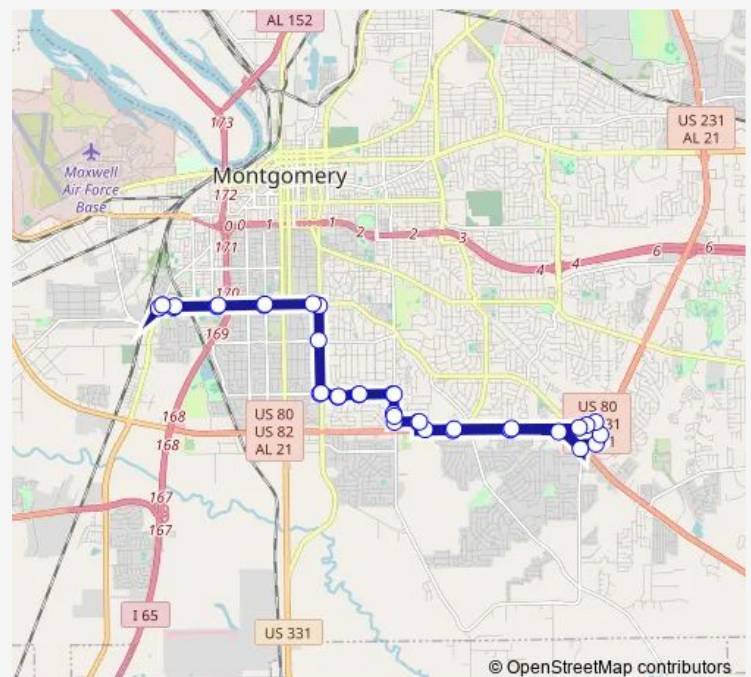 AL 152
173
US 231
AL 21
Maxwell
Air Force
Base
Montgomery
172
0 0 1 1 2 2 3 4 4 6 6
171
170
169
168
168
US 80
US 82
AL 21
US 80
167
167
I 65
US 331
© OpenStreetMap contributors